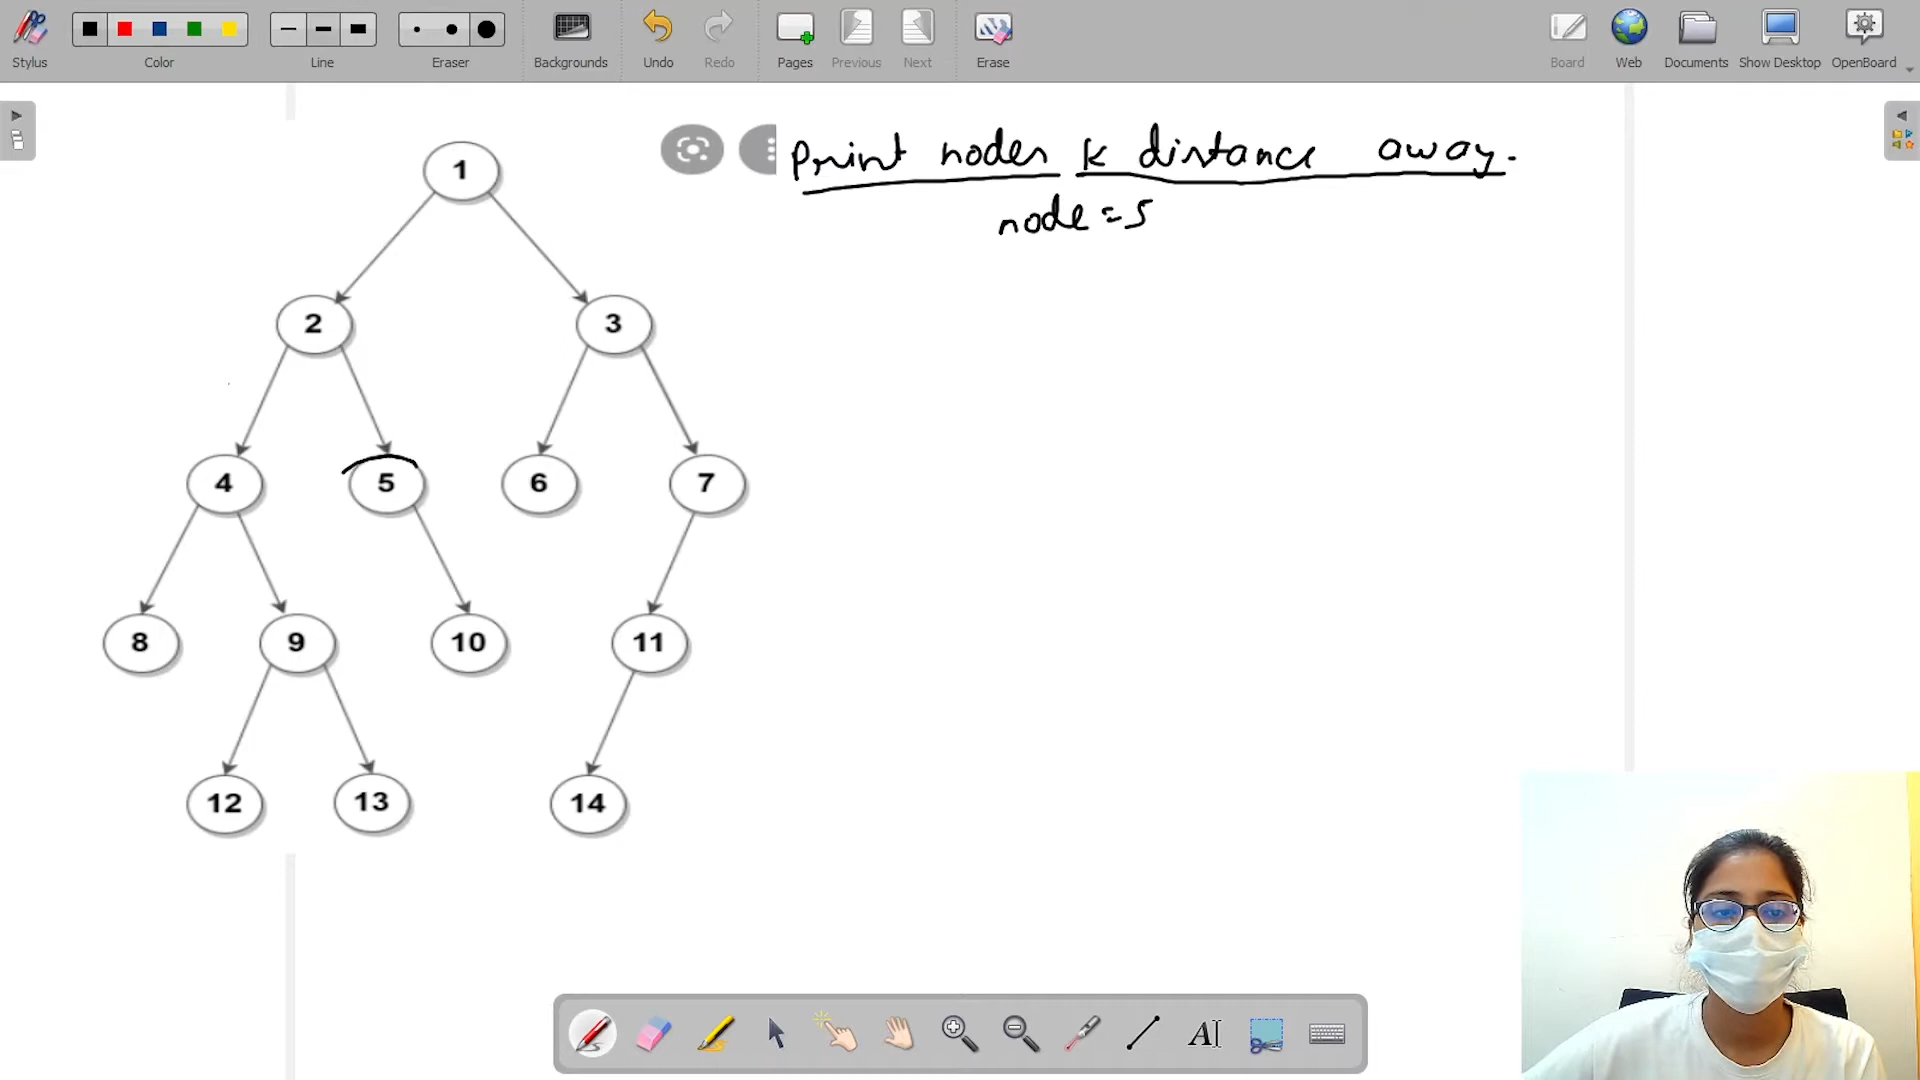 Stylus Color Line Eraser Backgrounds Undo Redo Pages Previous Next Erase Board Web Documents Show Desktop OpenBoard
Print nodes k distance away.
node = 5
1
2 3
4 5 6 7
8 9 10 11
12 13 14
A